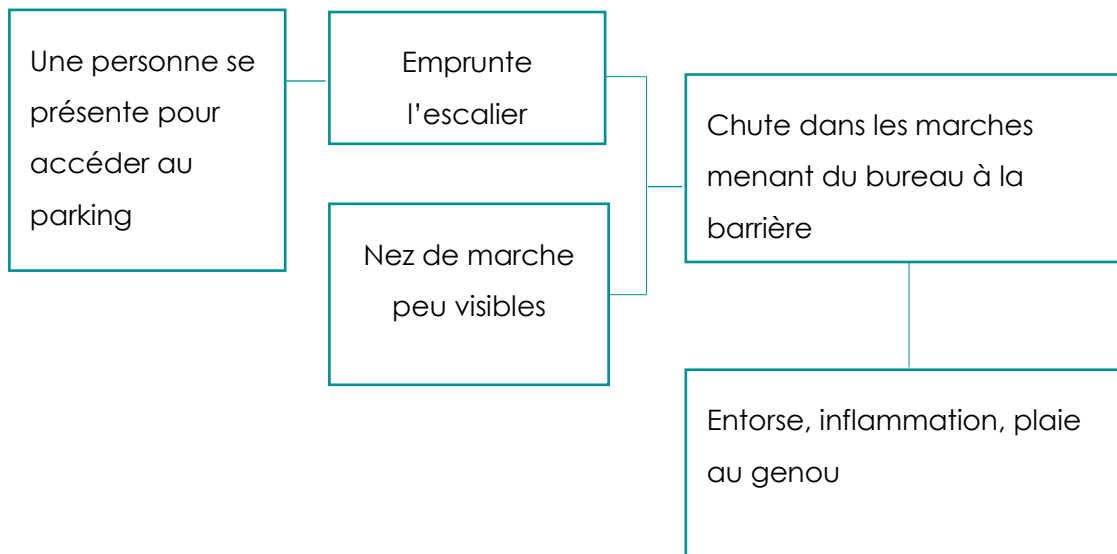 Une personne se
présente pour
accéder au
parking
Emprunte
l’escalier
Nez de marche
peu visibles
Chute dans les marches
menant du bureau à la
barrière
Entorse, inflammation, plaie
au genou